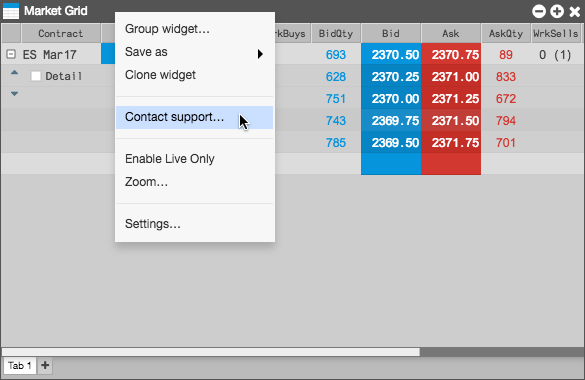 Market Grid
Contract rkBuys BidQty Bid Ask AskQty WrkSells
ES Mar17 693 2370.50 2370.75 89 0 (1)
Detail 628 2370.25 2371.00 833
751 2370.00 2371.25 672
743 2369.75 2371.50 794
785 2369.50 2371.75 701
Group widget...
Save as
Clone widget
Contact support...
Enable Live Only
Zoom...
Settings...
Tab 1